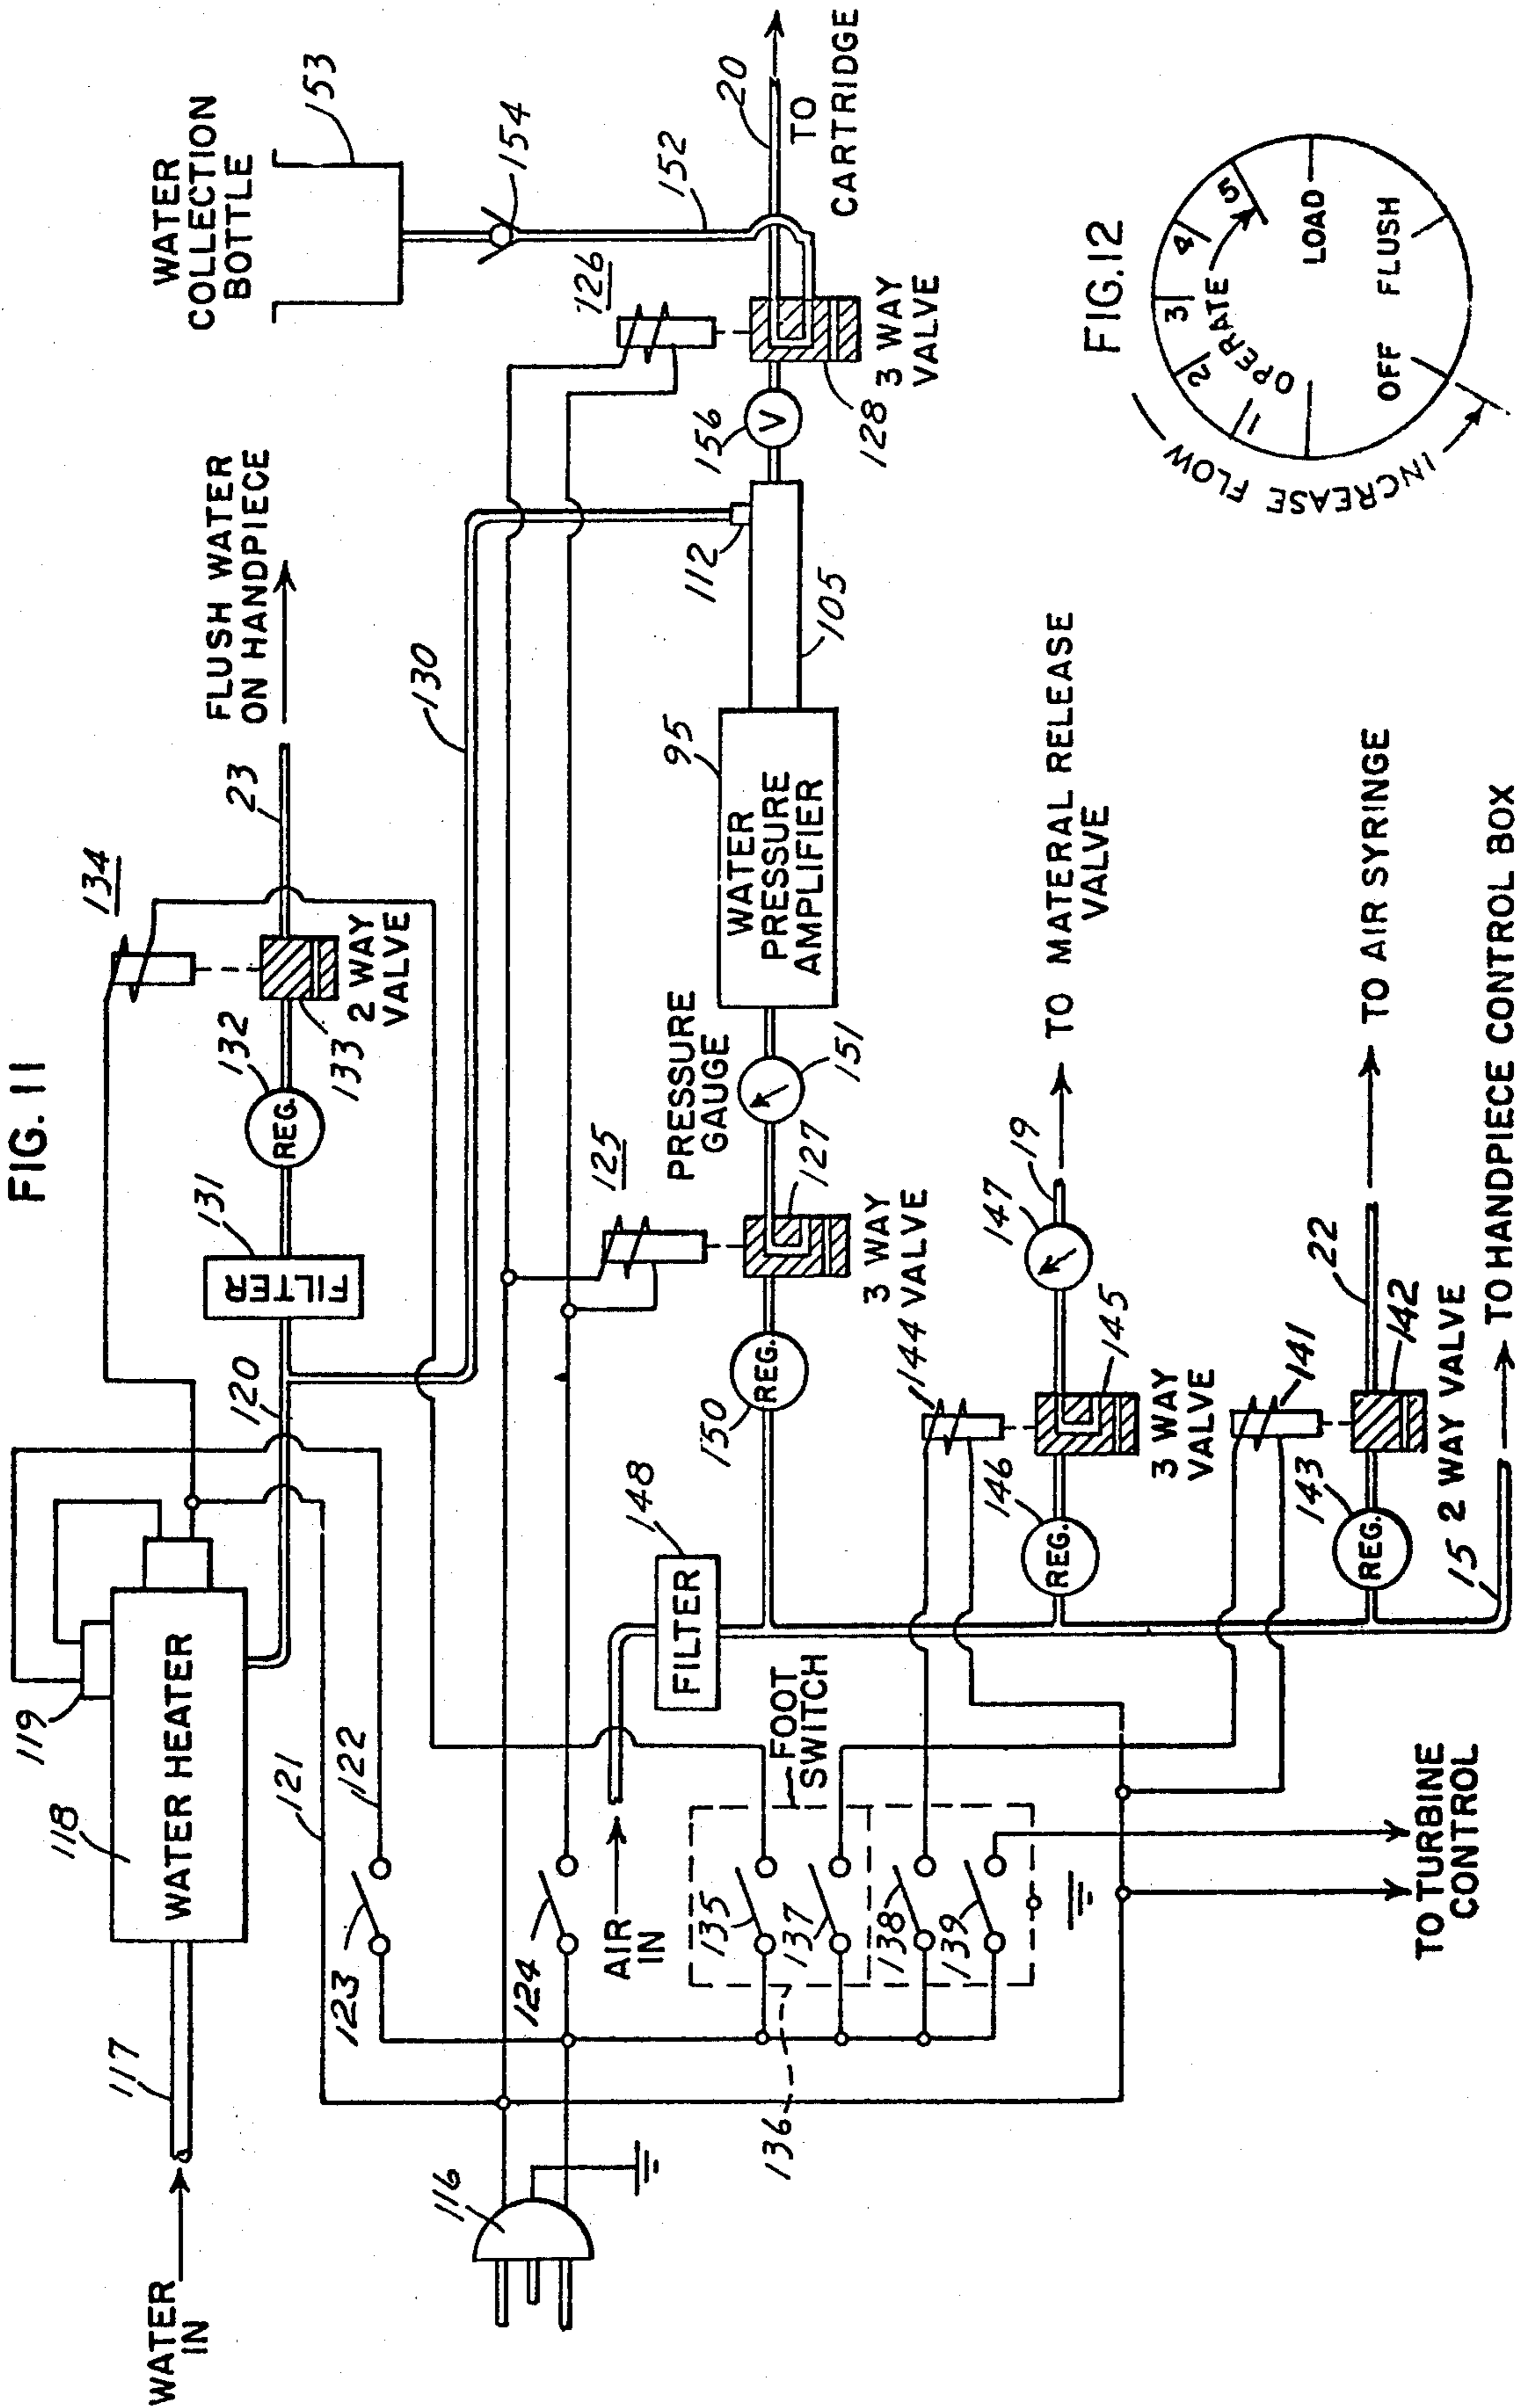 FIG. 11
WATER
IN
117
118
WATER HEATER
119
120
121
122
123
124
131
FILTER
132
REG.
133
2 WAY
VALVE
134
23
FLUSH WATER
ON HANDPIECE
130
WATER
COLLECTION
BOTTLE
153
154
152
20
TO
CARTRIDGE
126
3 WAY
VALVE
128
156
V
112
105
95
WATER
PRESSURE
AMPLIFIER
PRESSURE
GAUGE
151
125
127
3 WAY
VALVE
150
REG.
148
FILTER
AIR
IN
116
FOOT
SWITCH
135
137
138
139
136
144
145
3 WAY
VALVE
146
REG.
147
19
TO MATERAL RELEASE
VALVE
141
142
143
REG.
22
TO AIR SYRINGE
2 WAY VALVE
15
TO HANDPIECE CONTROL BOX
TO TURBINE
CONTROL
FIG. 12
INCREASE FLOW
OFF
OPERATE
1
2
3
4
5
LOAD
FLUSH